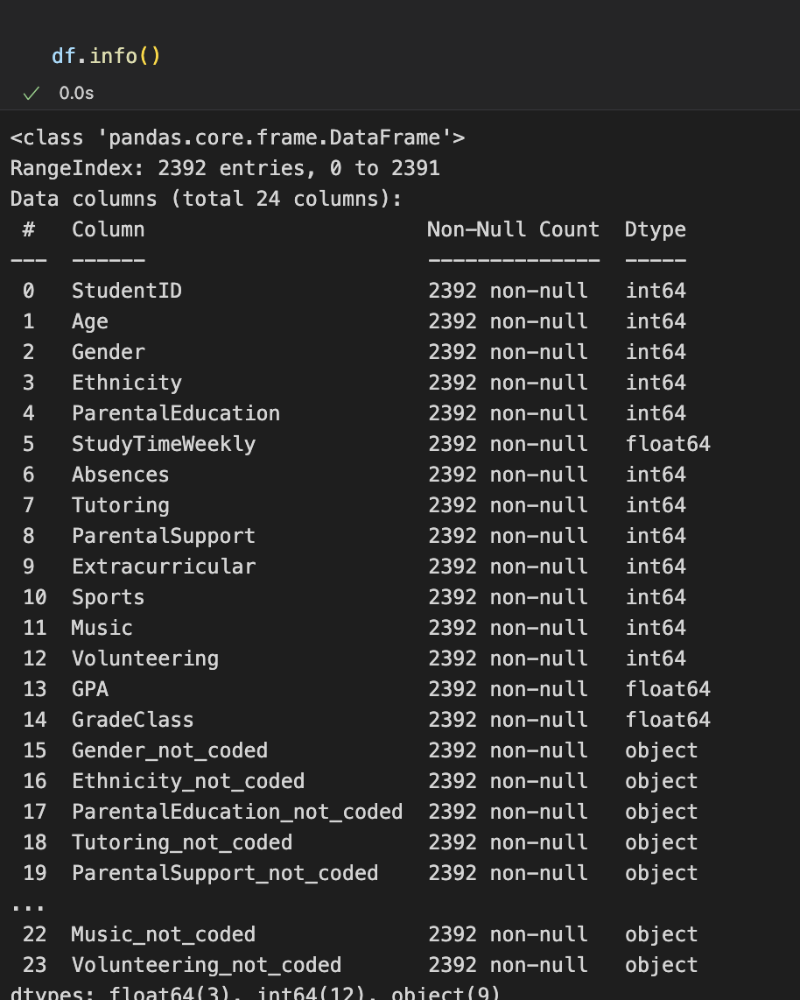 df.info()
0.0s
<class 'pandas.core.frame.DataFrame'>
RangeIndex: 2392 entries, 0 to 2391
Data columns (total 24 columns):
 #   Column                       Non-Null Count  Dtype
---  ------                       --------------  -----
 0   StudentID                    2392 non-null   int64
 1   Age                          2392 non-null   int64
 2   Gender                       2392 non-null   int64
 3   Ethnicity                    2392 non-null   int64
 4   ParentalEducation            2392 non-null   int64
 5   StudyTimeWeekly              2392 non-null   float64
 6   Absences                     2392 non-null   int64
 7   Tutoring                     2392 non-null   int64
 8   ParentalSupport              2392 non-null   int64
 9   Extracurricular              2392 non-null   int64
 10  Sports                       2392 non-null   int64
 11  Music                        2392 non-null   int64
 12  Volunteering                 2392 non-null   int64
 13  GPA                          2392 non-null   float64
 14  GradeClass                   2392 non-null   float64
 15  Gender_not_coded             2392 non-null   object
 16  Ethnicity_not_coded          2392 non-null   object
 17  ParentalEducation_not_coded  2392 non-null   object
 18  Tutoring_not_coded           2392 non-null   object
 19  ParentalSupport_not_coded    2392 non-null   object
...
 22  Music_not_coded              2392 non-null   object
 23  Volunteering_not_coded       2392 non-null   object
dtypes: float64(3), int64(12), object(9)